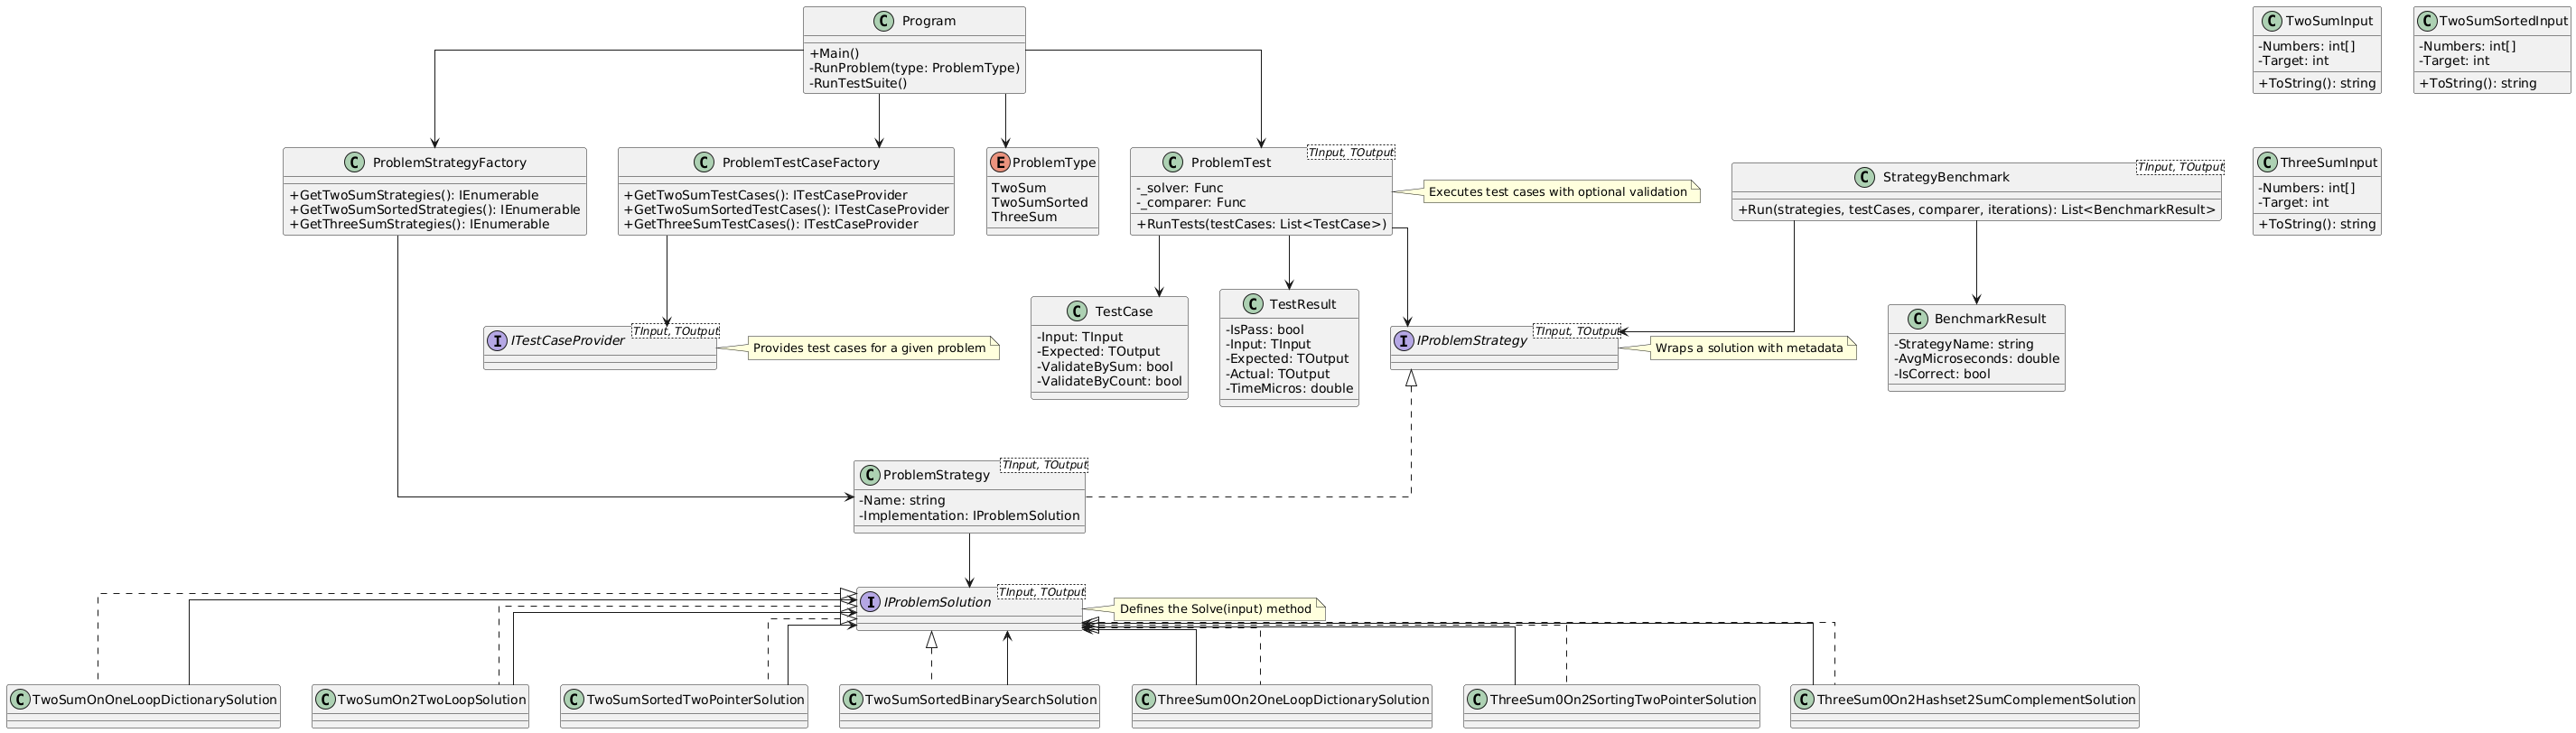 C Program
+Main()
-RunProblem(type: ProblemType)
-RunTestSuite()
C TwoSumInput
-Numbers: int[]
-Target: int
+ToString(): string
C TwoSumSortedInput
-Numbers: int[]
-Target: int
+ToString(): string
C ProblemStrategyFactory
+GetTwoSumStrategies(): IEnumerable
+GetTwoSumSortedStrategies(): IEnumerable
+GetThreeSumStrategies(): IEnumerable
C ProblemTestCaseFactory
+GetTwoSumTestCases(): ITestCaseProvider
+GetTwoSumSortedTestCases(): ITestCaseProvider
+GetThreeSumTestCases(): ITestCaseProvider
E ProblemType
TwoSum
TwoSumSorted
ThreeSum
C ProblemTest
TInput, TOutput
-_solver: Func
-_comparer: Func
+RunTests(testCases: List<TestCase>)
Executes test cases with optional validation
C StrategyBenchmark
TInput, TOutput
+Run(strategies, testCases, comparer, iterations): List<BenchmarkResult>
C ThreeSumInput
-Numbers: int[]
-Target: int
+ToString(): string
I ITestCaseProvider
TInput, TOutput
Provides test cases for a given problem
C TestCase
-Input: TInput
-Expected: TOutput
-ValidateBySum: bool
-ValidateByCount: bool
C TestResult
-IsPass: bool
-Input: TInput
-Expected: TOutput
-Actual: TOutput
-TimeMicros: double
I IProblemStrategy
TInput, TOutput
Wraps a solution with metadata
C BenchmarkResult
-StrategyName: string
-AvgMicroseconds: double
-IsCorrect: bool
C ProblemStrategy
TInput, TOutput
-Name: string
-Implementation: IProblemSolution
I IProblemSolution
TInput, TOutput
Defines the Solve(input) method
C TwoSumOnOneLoopDictionarySolution
C TwoSumOn2TwoLoopSolution
C TwoSumSortedTwoPointerSolution
C TwoSumSortedBinarySearchSolution
C ThreeSum0On2OneLoopDictionarySolution
C ThreeSum0On2SortingTwoPointerSolution
C ThreeSum0On2Hashset2SumComplementSolution